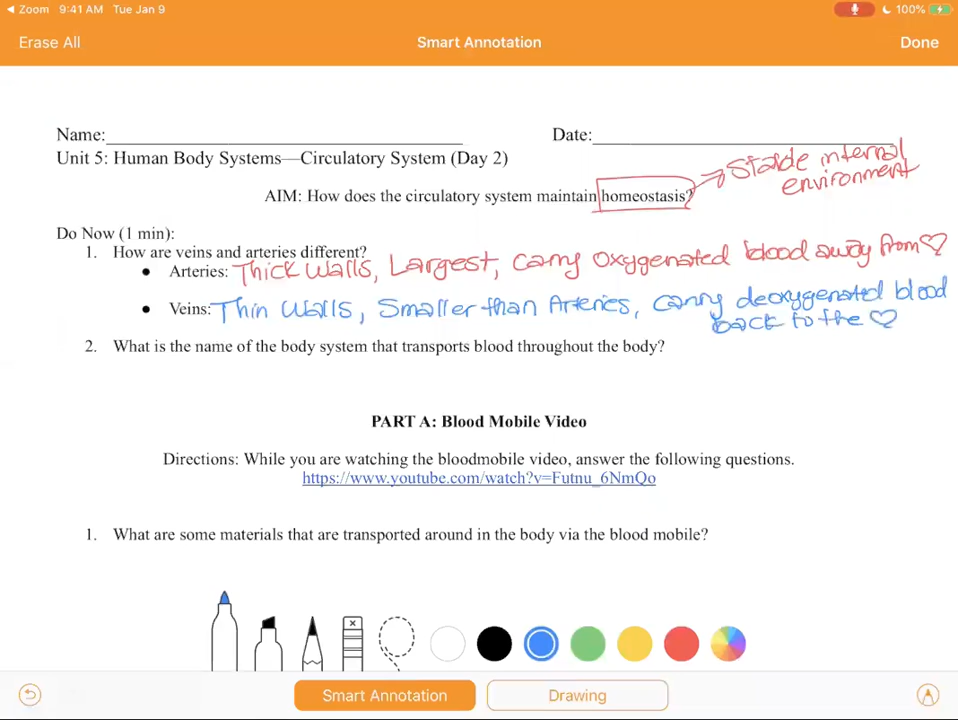 Zoom 9:41 AM Tue Jan 9 100%
Erase All Smart Annotation Done
Name: Date:
Unit 5: Human Body Systems—Circulatory System (Day 2)
Stable internal
environment
AIM: How does the circulatory system maintain homeostasis?
Do Now (1 min):
1. How are veins and arteries different?
• Arteries: Thick Walls, Largest, Carry Oxygenated blood away from ♡
• Veins: Thin Walls, Smaller than Arteries, carry deoxygenated blood
back to the ♡
2. What is the name of the body system that transports blood throughout the body?
PART A: Blood Mobile Video
Directions: While you are watching the bloodmobile video, answer the following questions.
https://www.youtube.com/watch?v=Futnu_6NmQo
1. What are some materials that are transported around in the body via the blood mobile?
Smart Annotation Drawing